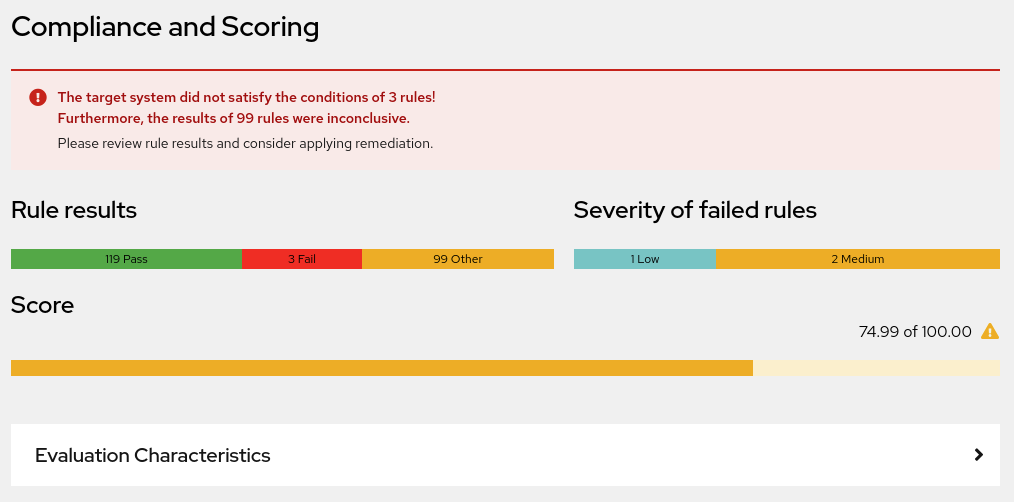 Compliance and Scoring
The target system did not satisfy the conditions of 3 rules!
Furthermore, the results of 99 rules were inconclusive.
Please review rule results and consider applying remediation.
Rule results
119 Pass
3 Fail
99 Other
Severity of failed rules
1 Low
2 Medium
Score
74.99 of 100.00
Evaluation Characteristics